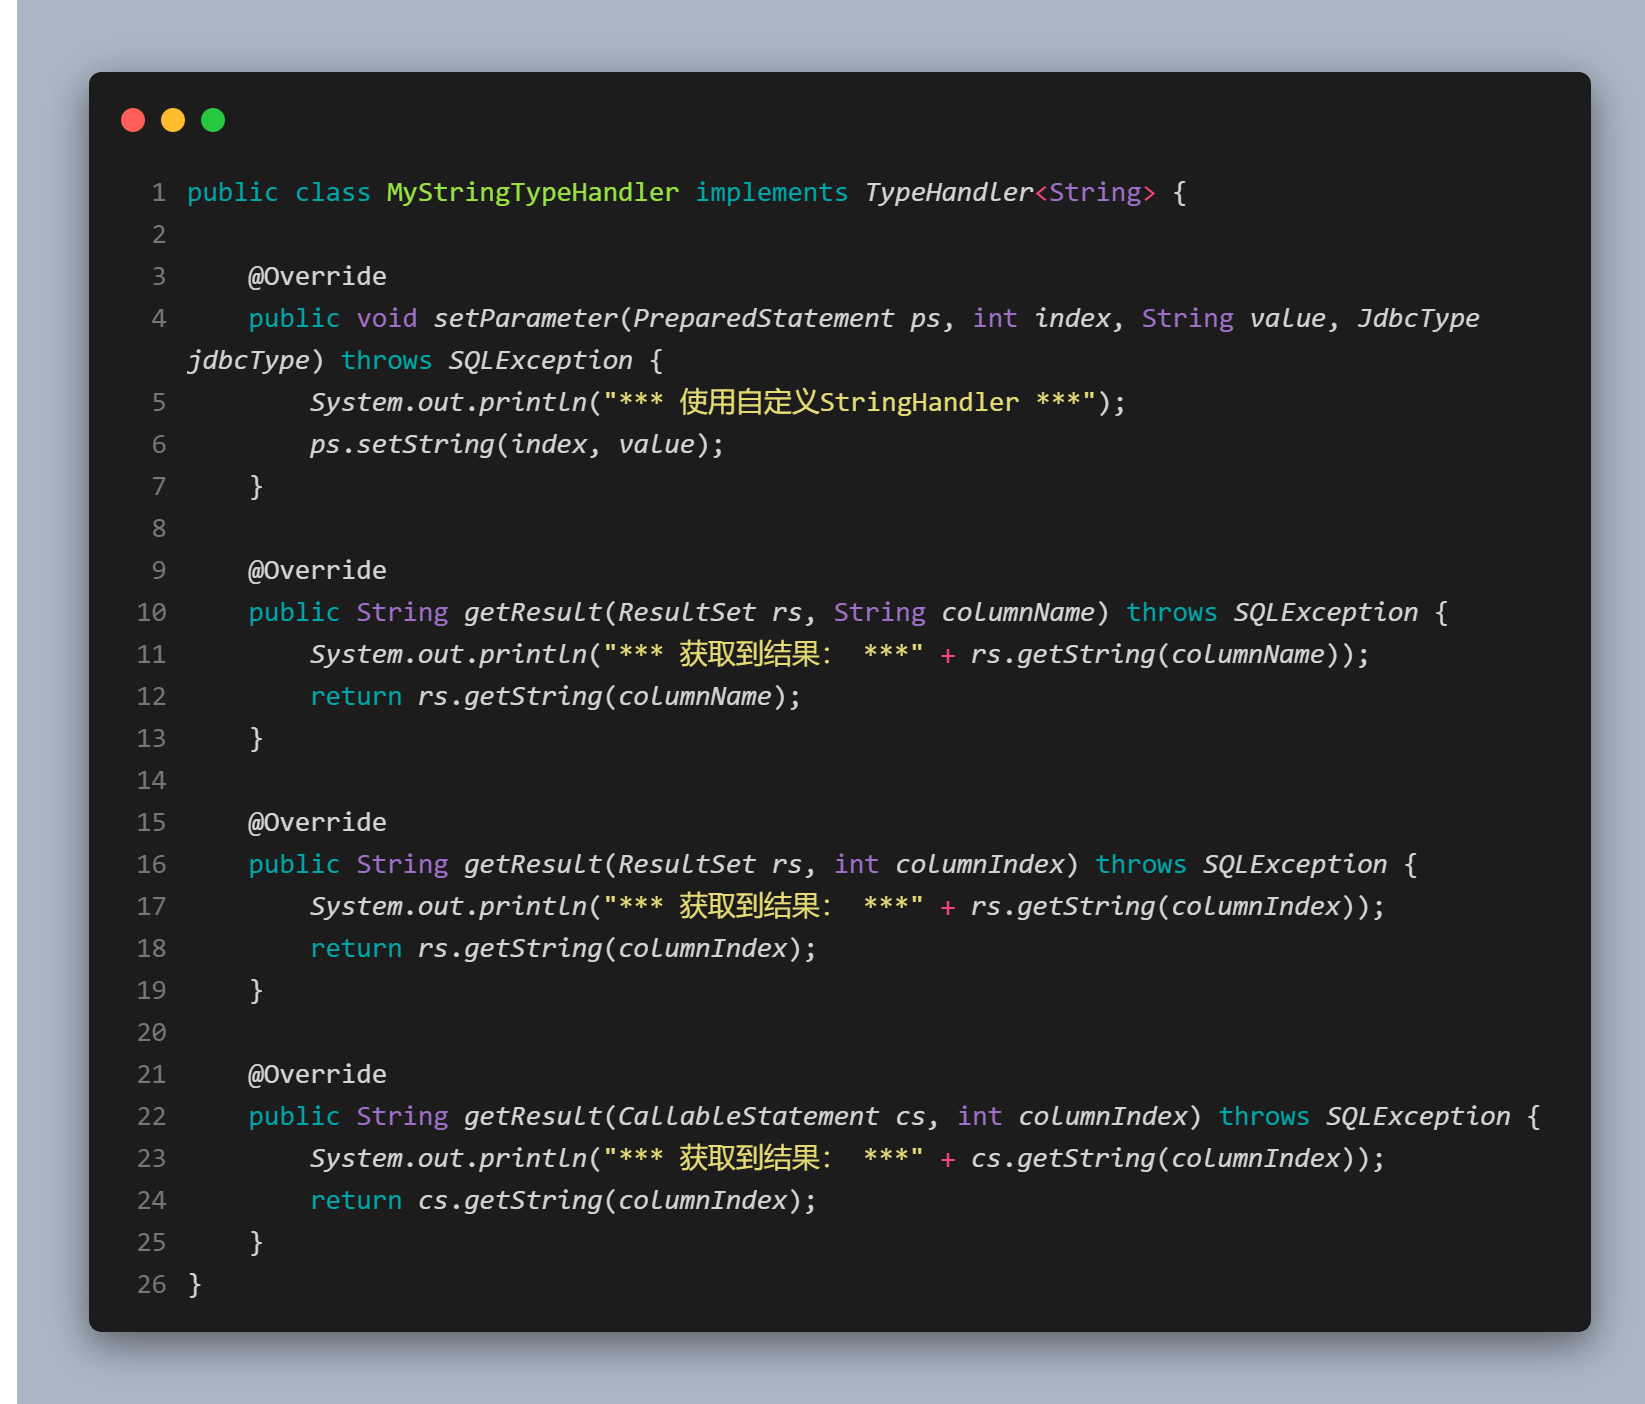 1 public class MyStringTypeHandler implements TypeHandler<String> {
2
3     @Override
4     public void setParameter(PreparedStatement ps, int index, String value, JdbcType
jdbcType) throws SQLException {
5         System.out.println("*** 使用自定义StringHandler ***");
6         ps.setString(index, value);
7     }
8
9     @Override
10     public String getResult(ResultSet rs, String columnName) throws SQLException {
11         System.out.println("*** 获取到结果： ***" + rs.getString(columnName));
12         return rs.getString(columnName);
13     }
14
15     @Override
16     public String getResult(ResultSet rs, int columnIndex) throws SQLException {
17         System.out.println("*** 获取到结果： ***" + rs.getString(columnIndex));
18         return rs.getString(columnIndex);
19     }
20
21     @Override
22     public String getResult(CallableStatement cs, int columnIndex) throws SQLException {
23         System.out.println("*** 获取到结果： ***" + cs.getString(columnIndex));
24         return cs.getString(columnIndex);
25     }
26 }